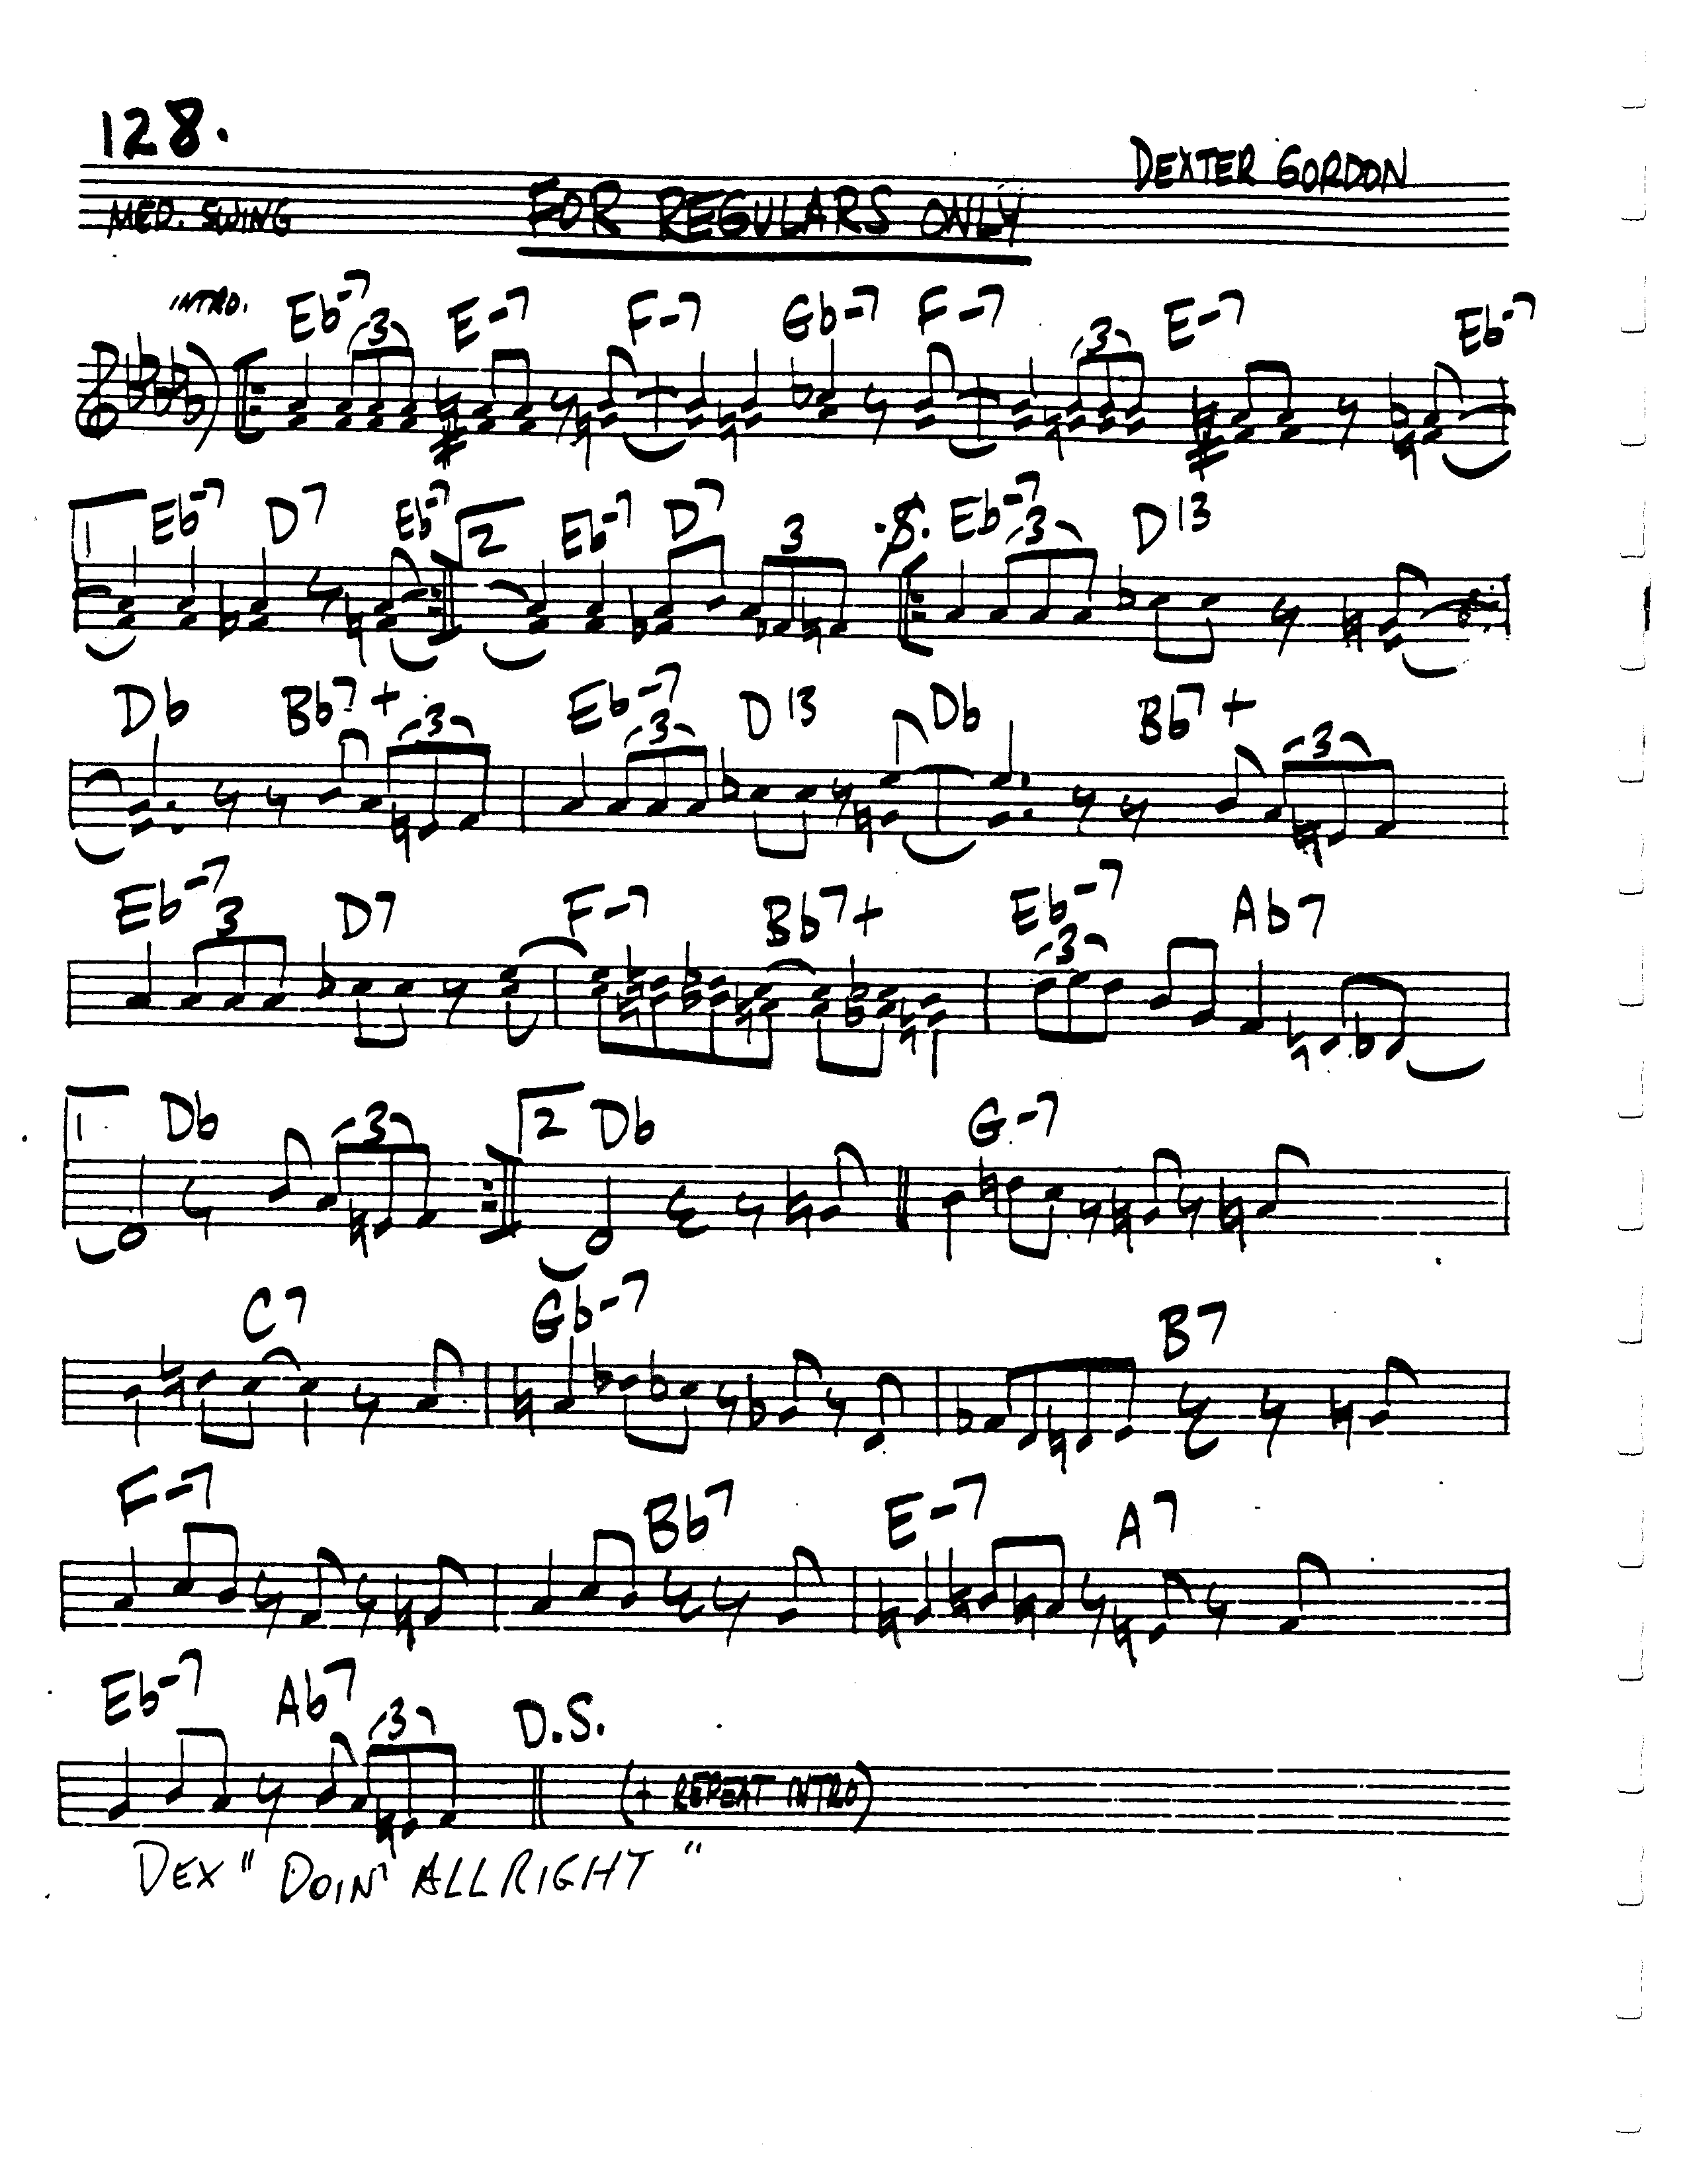 128.
DEXTER GORDON
MED. SWING FOR REGULARS ONLY
INTRO. Eb-7 E-7 F-7 Gb-7 F-7 E-7 Eb-7
3 3
1 Eb-7 D7 Eb-7 2 Eb-7 D7 Eb-7 D13
3 3
Db Bb7+ Eb-7 D13 Db Bb7+
3 3 3
Eb-7 D7 F-7 Bb7+ Eb-7 Ab7
3 3
1 Db 2 Db G-7
3
C7 Gb-7 B7
F-7 Bb7 E-7 A7
Eb-7 Ab7 D.S.
3
(+ REPEAT INTRO)
DEX "DOIN' ALLRIGHT"